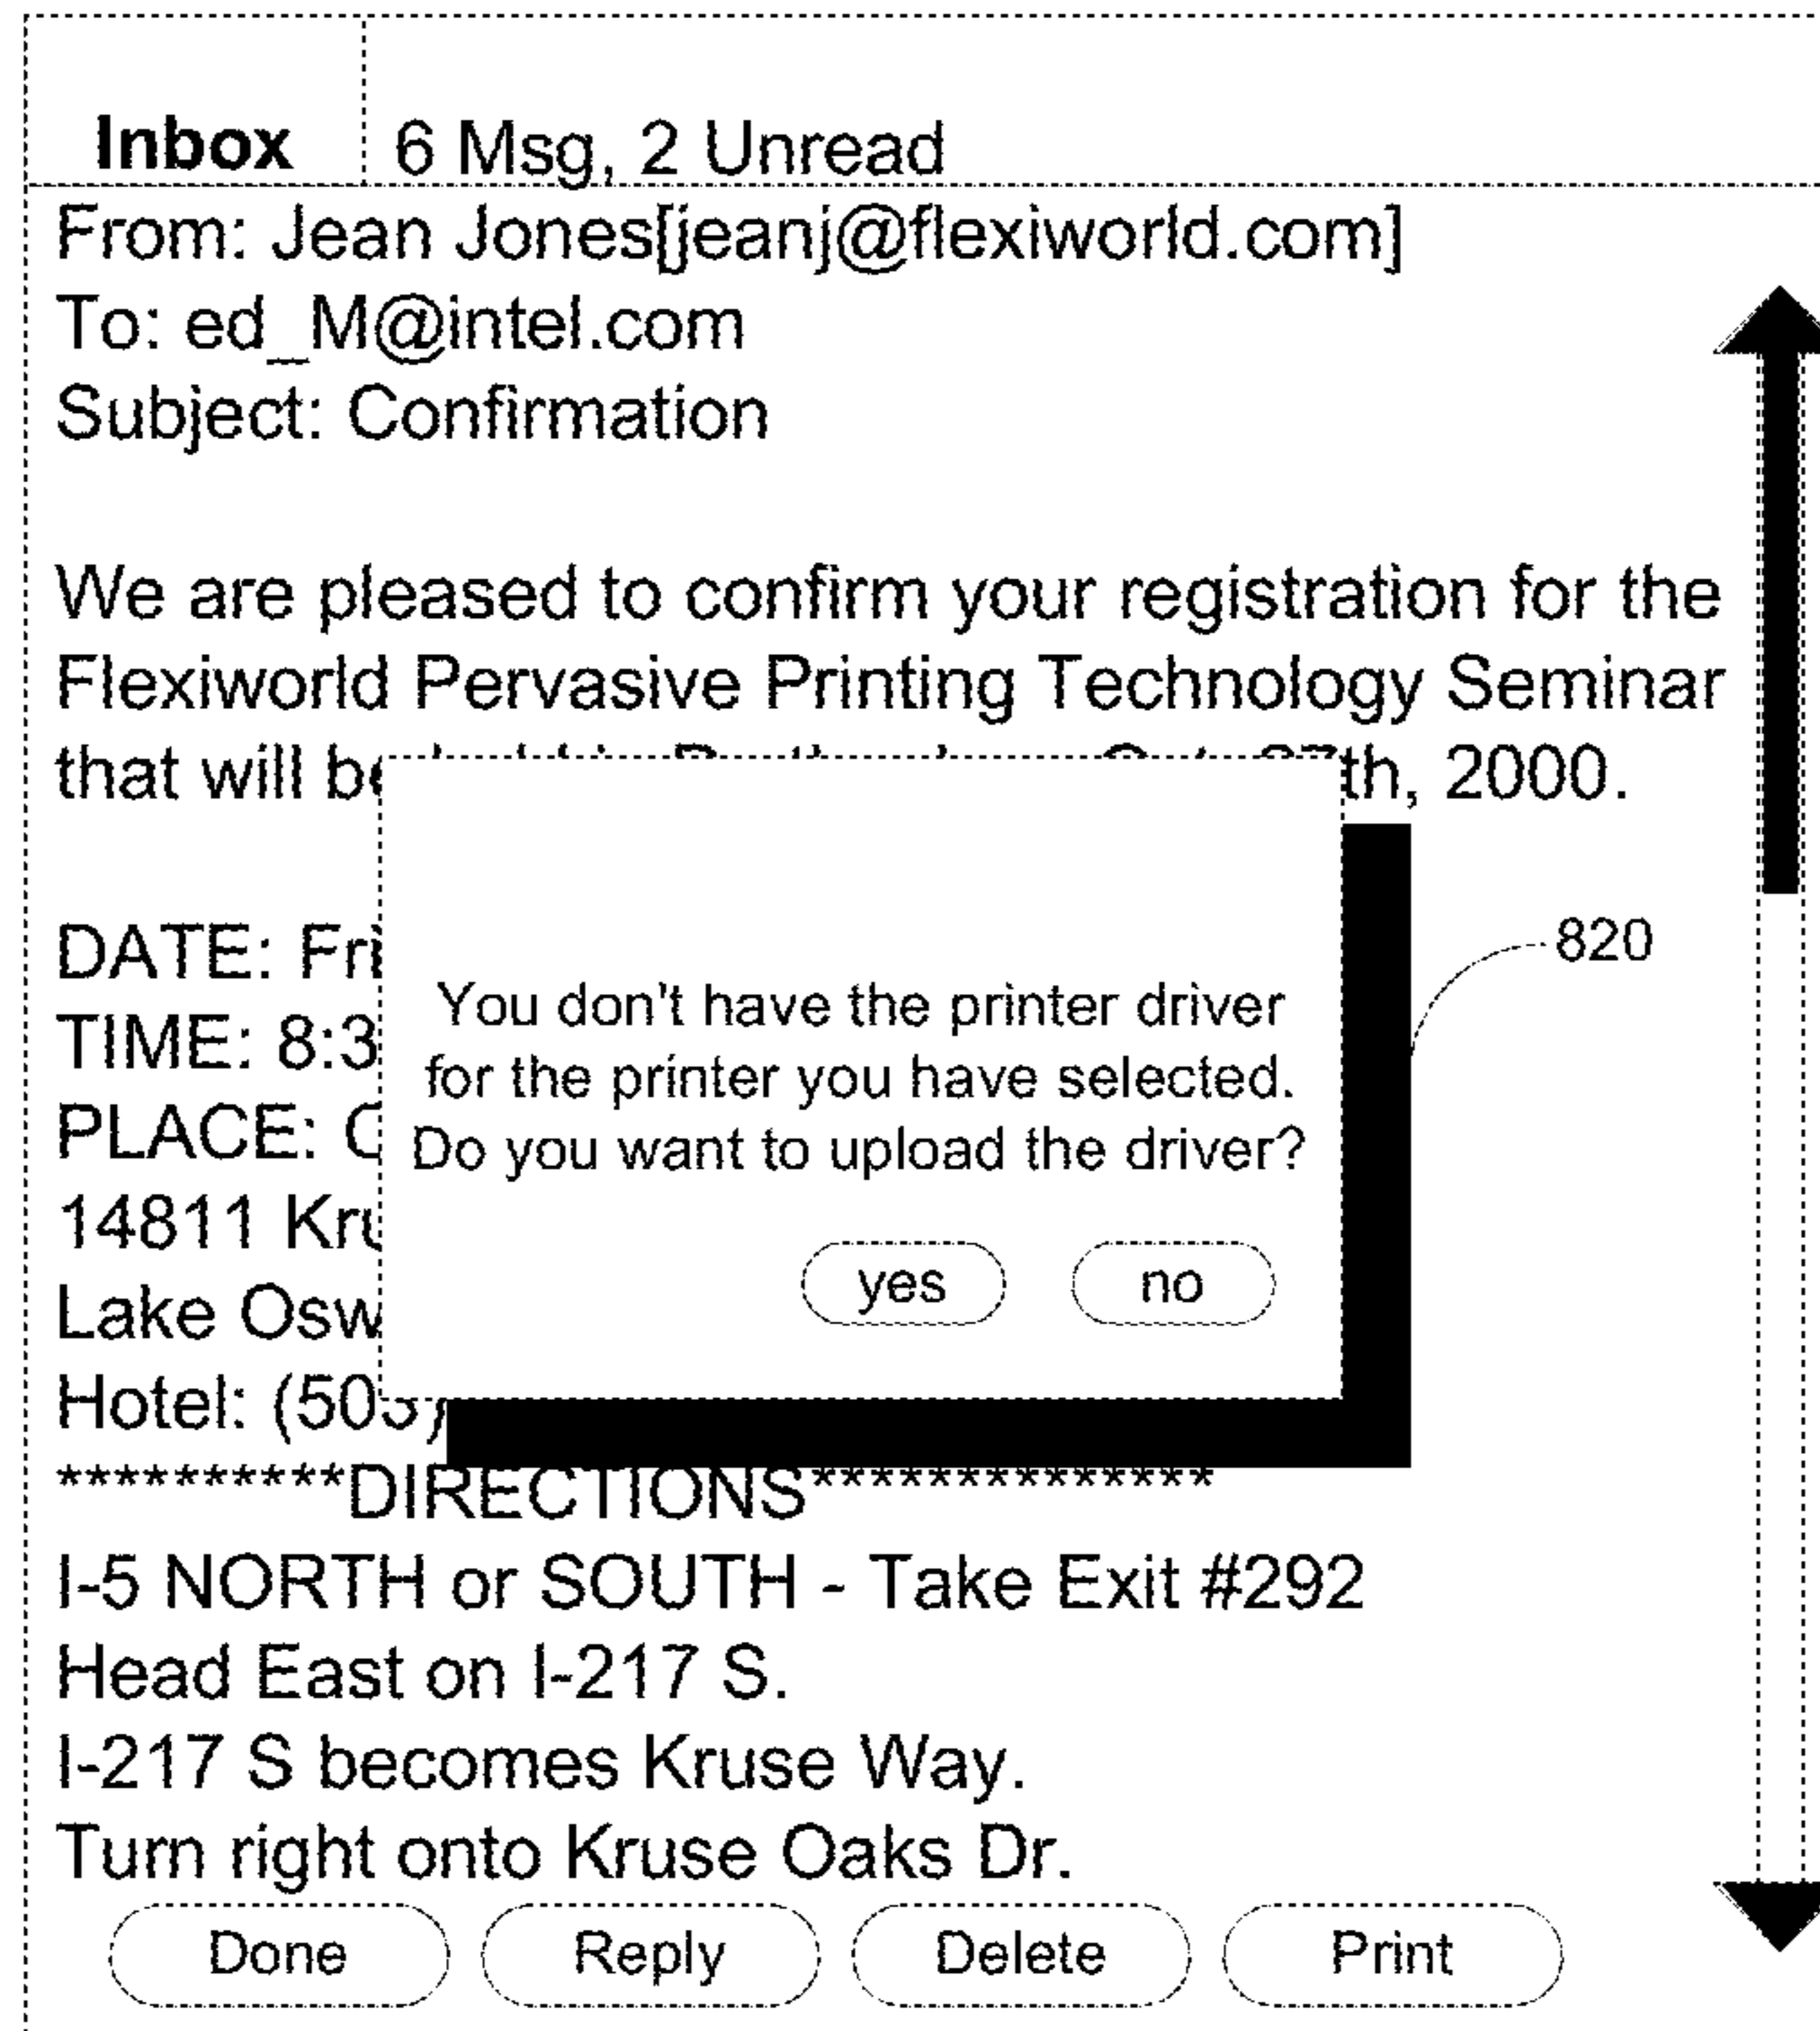 Inbox 6 Msg, 2 Unread
From: Jean Jones[jeanj@flexiworld.com]
To: ed_M@intel.com
Subject: Confirmation
We are pleased to confirm your registration for the
Flexiworld Pervasive Printing Technology Seminar
that will th, 2000.
DATE: Fri
TIME: 8:3
PLACE:
14811 Kru
Lake Osw
Hotel: (503)
You don't have the printer driver
for the printer you have selected.
Do you want to upload the driver?
yes no
820
**********DIRECTIONS**************
I-5 NORTH or SOUTH - Take Exit #292
Head East on I-217 S.
I-217 S becomes Kruse Way.
Turn right onto Kruse Oaks Dr.
Done Reply Delete Print